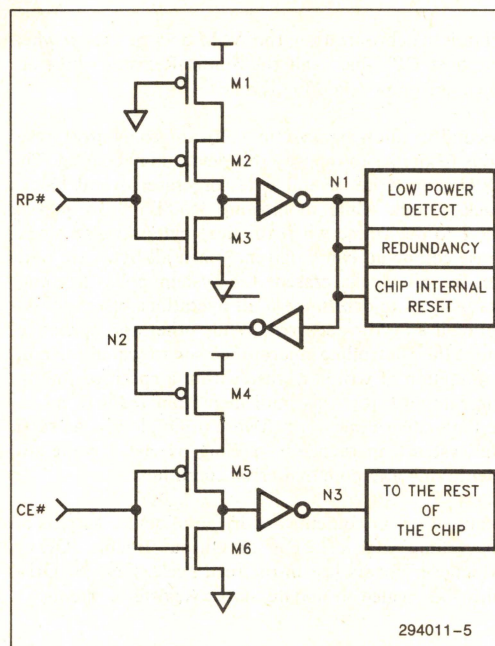 M1
M2
RP#
M3
N1
LOW POWER
DETECT
REDUNDANCY
CHIP INTERNAL
RESET
N2
M4
M5
CE#
M6
N3
TO THE REST
OF
THE CHIP
294011-5